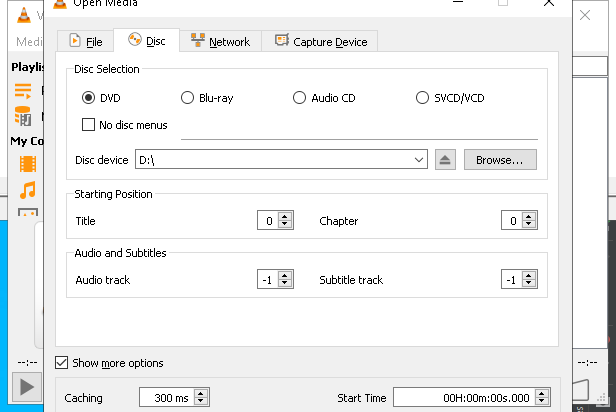 Open Media
Medi
File
Disc
Network
Capture Device
Playlis
Disc Selection
DVD
Blu-ray
Audio CD
SVCD/VCD
No disc menus
My Co
Disc device
D:\
Browse...
Starting Position
Title
0
Chapter
0
Audio and Subtitles
Audio track
-1
Subtitle track
-1
--:--
Show more options
--:--
Caching
300 ms
Start Time
00H:00m:00s.000